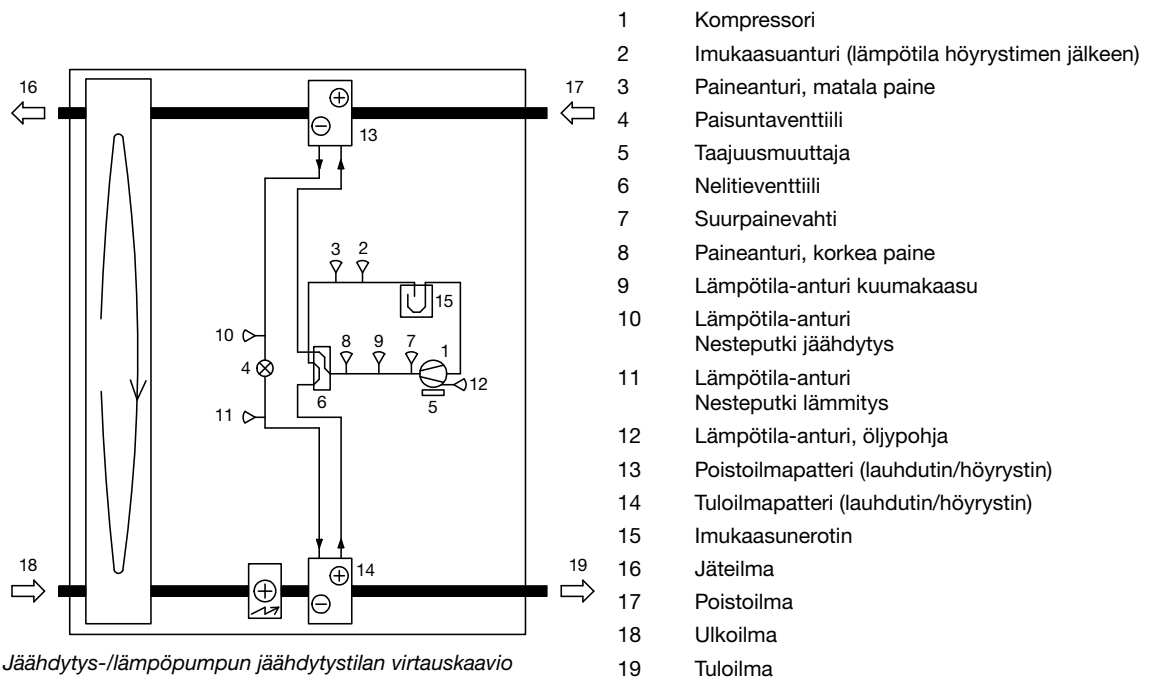 16
17
13
3 2
15
10
8 9 7 1
4
12
6
5
11
18
14
19
Jäähdytys-/lämpöpumpun jäähdytystilan virtauskaavio
1 Kompressori
2 Imukaasuanturi (lämpötila höyrystimen jälkeen)
3 Paineanturi, matala paine
4 Paisuntaventtiili
5 Taajuusmuuttaja
6 Nelitieventtiili
7 Suurpainevahti
8 Paineanturi, korkea paine
9 Lämpötila-anturi kuumakaasu
10 Lämpötila-anturi
Nesteputki jäähdytys
11 Lämpötila-anturi
Nesteputki lämmitys
12 Lämpötila-anturi, öljypohja
13 Poistoilmapatteri (lauhdutin/höyrystin)
14 Tuloilmapatteri (lauhdutin/höyrystin)
15 Imukaasunerotin
16 Jäteilma
17 Poistoilma
18 Ulkoilma
19 Tuloilma